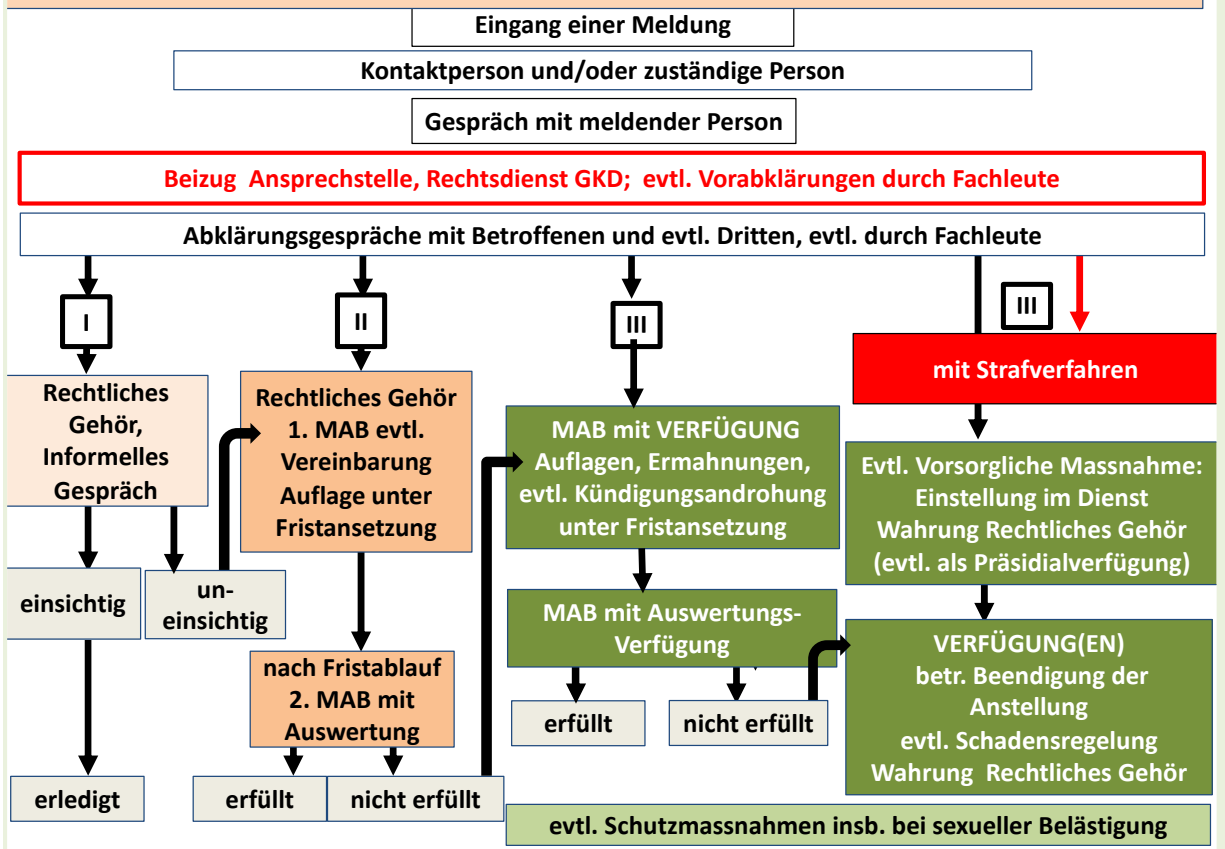 Eingang einer Meldung
Kontaktperson und/oder zuständige Person
Gespräch mit meldender Person
Beizug Ansprechstelle, Rechtsdienst GKD; evtl. Vorabklärungen durch Fachleute
Abklärungsgespräche mit Betroffenen und evtl. Dritten, evtl. durch Fachleute
I
Rechtliches
Gehör,
Informelles
Gespräch
einsichtig
un-
einsichtig
erledigt
II
Rechtliches Gehör
1. MAB evtl.
Vereinbarung
Auflage unter
Fristansetzung
nach Fristablauf
2. MAB mit
Auswertung
erfüllt
nicht erfüllt
III
MAB mit VERFÜGUNG
Auflagen, Ermahnungen,
evtl. Kündigungsandrohung
unter Fristansetzung
MAB mit Auswertungs-
Verfügung
erfüllt
nicht erfüllt
III
mit Strafverfahren
Evtl. Vorsorgliche Massnahme:
Einstellung im Dienst
Wahrung Rechtliches Gehör
(evtl. als Präsidialverfügung)
VERFÜGUNG(EN)
betr. Beendigung der
Anstellung
evtl. Schadensregelung
Wahrung Rechtliches Gehör
evtl. Schutzmassnahmen insb. bei sexueller Belästigung